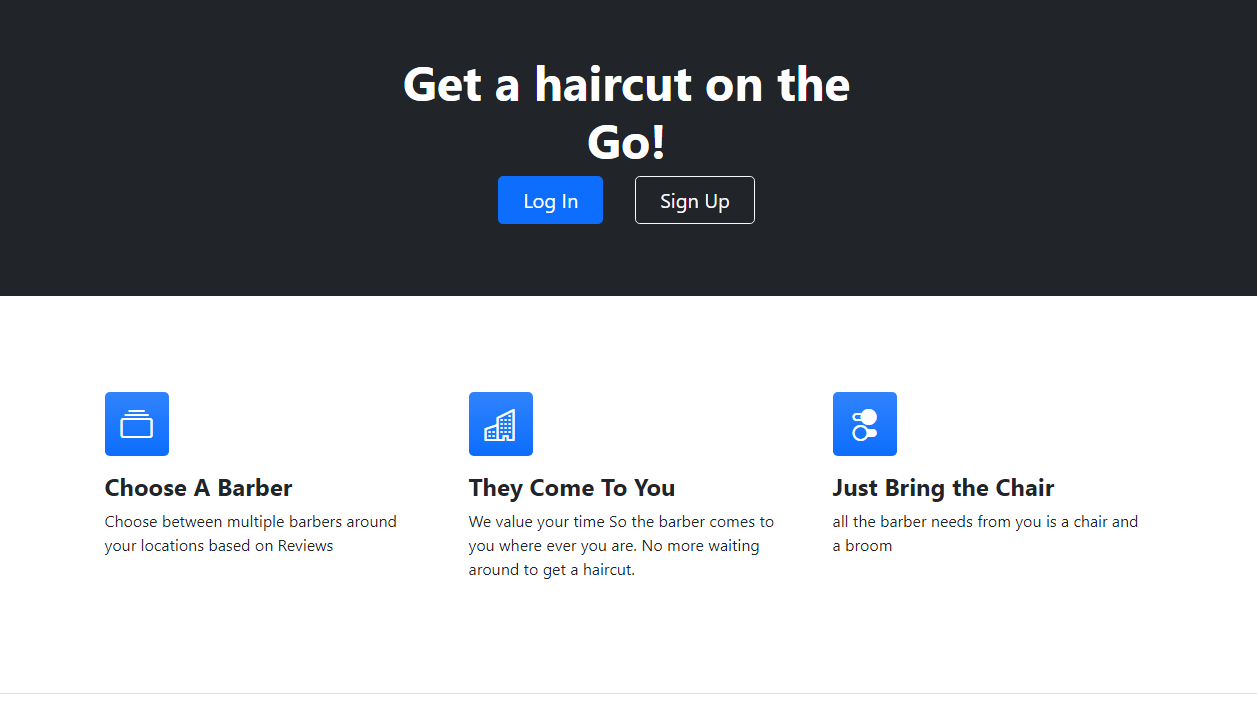 Get a haircut on the
Go!
Log In
Sign Up
Choose A Barber
Choose between multiple barbers around
your locations based on Reviews
They Come To You
We value your time So the barber comes to
you where ever you are. No more waiting
around to get a haircut.
Just Bring the Chair
all the barber needs from you is a chair and
a broom